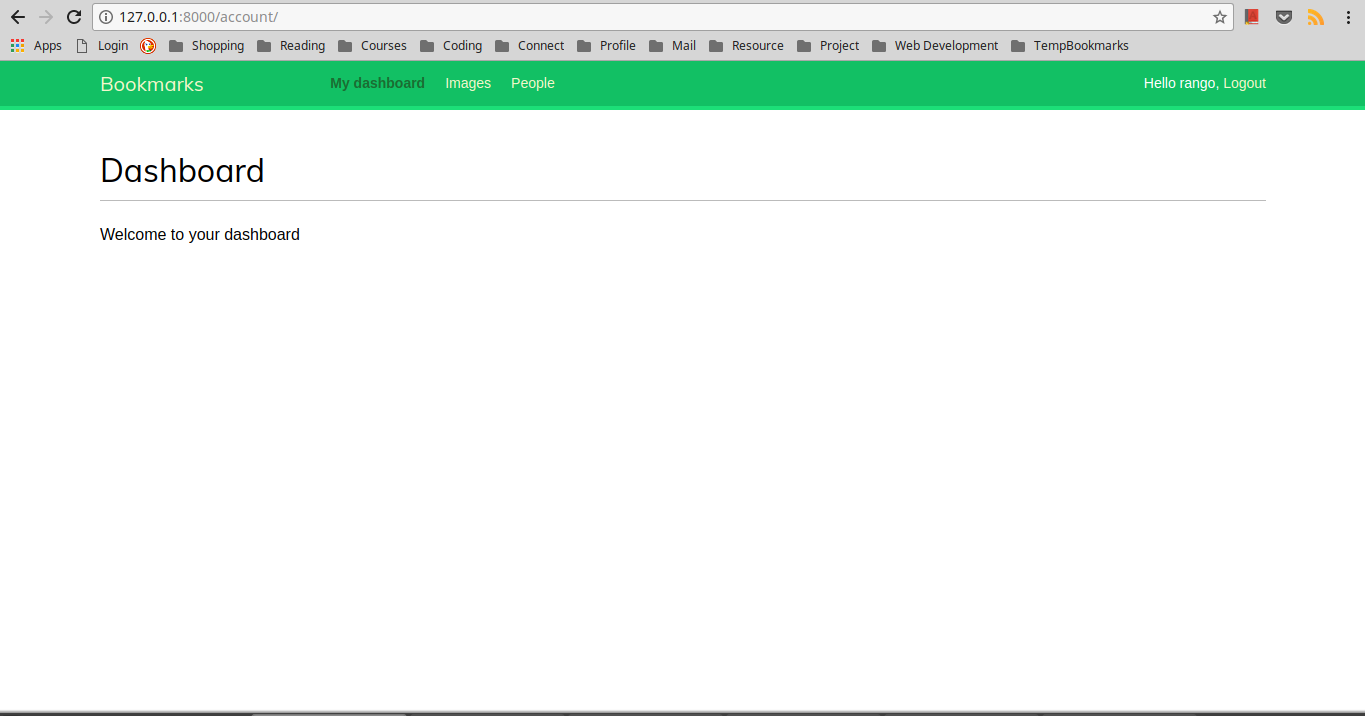 127.0.0.1:8000/account/
Apps Login Shopping Reading Courses Coding Connect Profile Mail Resource Project Web Development TempBookmarks
Bookmarks My dashboard Images People Hello rango, Logout
Dashboard
Welcome to your dashboard